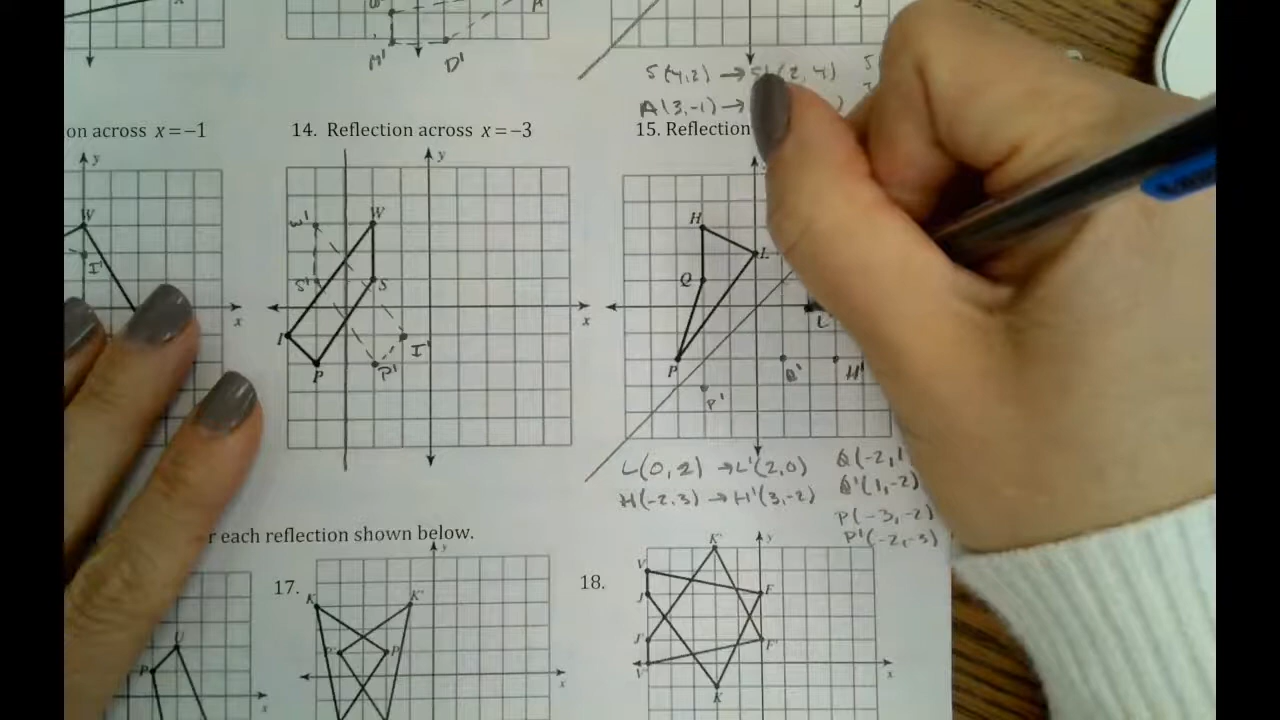 M'
D'
S(4,2) → S'(2,4)
A(3,-1) →
on across x=-1
14. Reflection across x=-3
15. Reflection
y
W
I'
x
y
W'
W
S'
S
I
I'
P
P'
x
H
L
Q
P
P'
Q'
H'
L(0,2) → L'(2,0)
H(-2,3) → H'(3,-2)
Q(-2,1
Q'(1,-2)
P(-3,-2)
P'(-2,-3)
r each reflection shown below.
17.
18.
U
P
x
y
K
K'
P
x
y
K'
V
F
J
J'
F'
V'
K
x